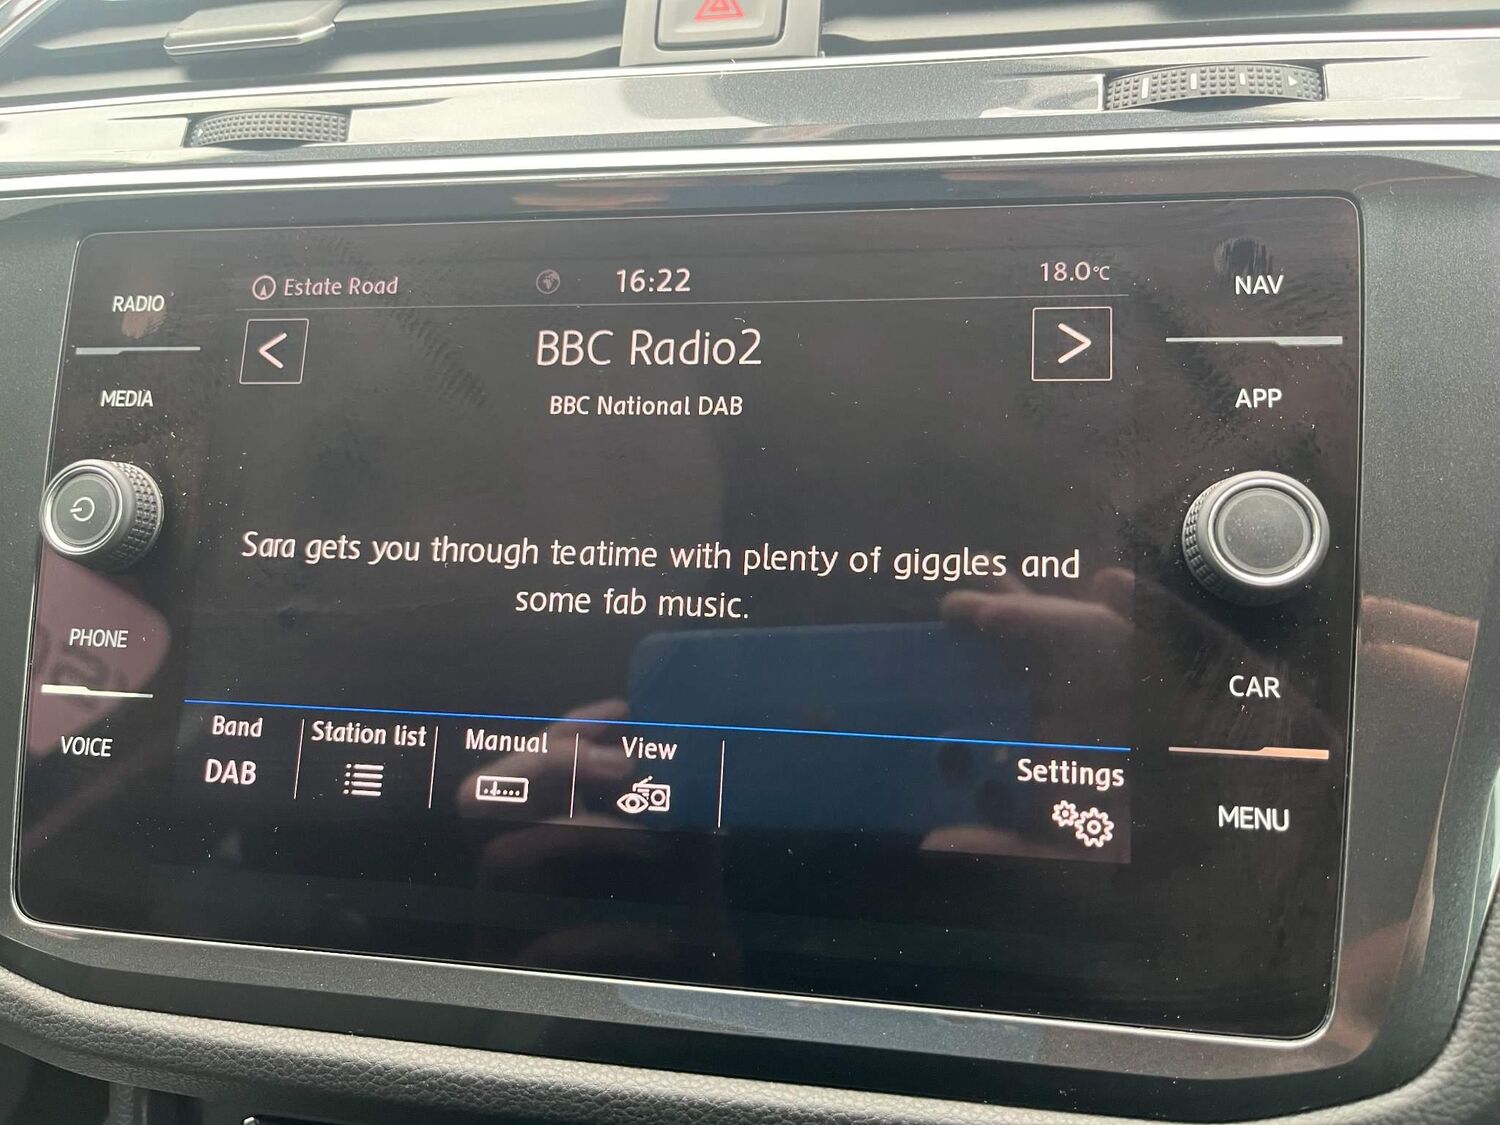 RADIO
MEDIA
PHONE
VOICE
Estate Road
16:22
18.0°C
<
BBC Radio2
>
BBC National DAB
Sara gets you through teatime with plenty of giggles and
some fab music.
Band
DAB
Station list
Manual
View
Settings
NAV
APP
CAR
MENU